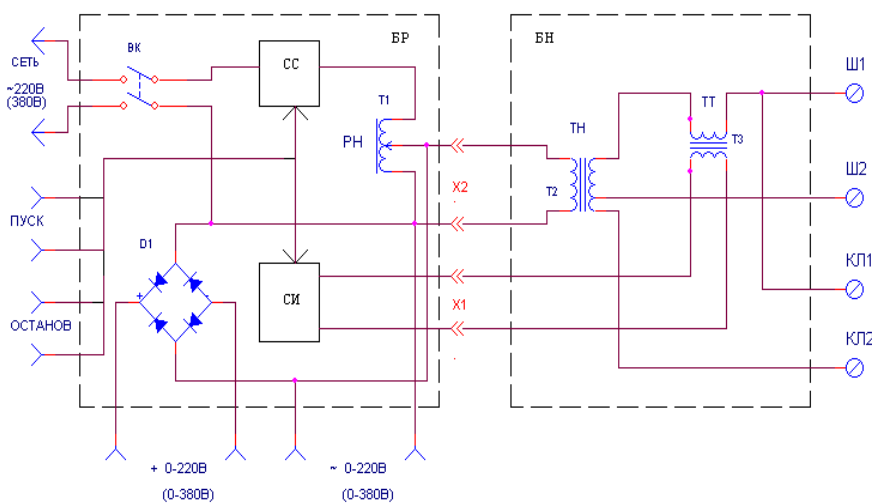 БР
БН
СЕТЬ
~220В
(380В)
ВК
СС
Т1
РН
Ш1
ТТ
ТН
Т3
Х2
Т2
Ш2
ПУСК
D1
+
-
СИ
Х1
КЛ1
ОСТАНОВ
КЛ2
+ 0-220В
~ 0-220В
(0-380В)
(0-380В)